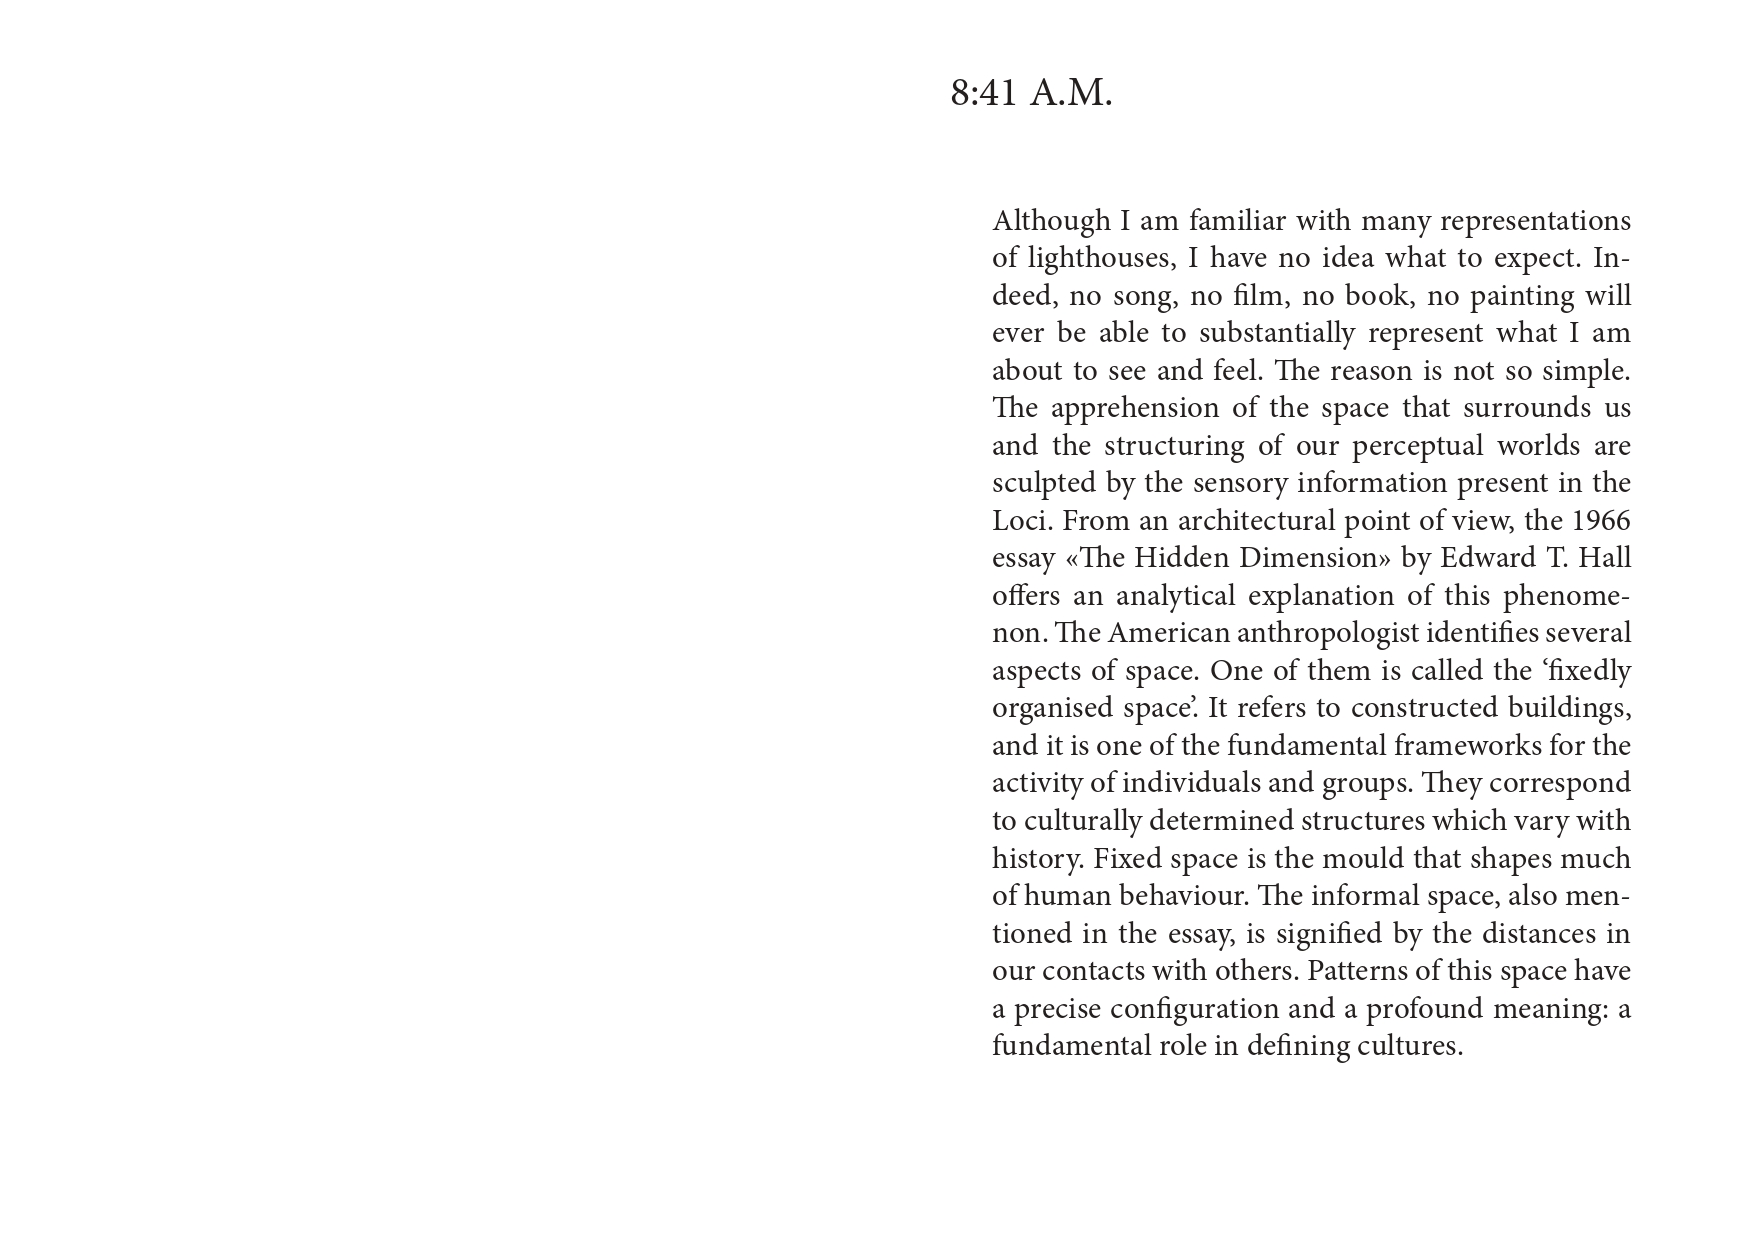 8:41 A.M.
Although I am familiar with many representations
of lighthouses, I have no idea what to expect. In-
deed, no song, no film, no book, no painting will
ever be able to substantially represent what I am
about to see and feel. The reason is not so simple.
The apprehension of the space that surrounds us
and the structuring of our perceptual worlds are
sculpted by the sensory information present in the
Loci. From an architectural point of view, the 1966
essay «The Hidden Dimension» by Edward T. Hall
offers an analytical explanation of this phenome-
non. The American anthropologist identifies several
aspects of space. One of them is called the ‘fixedly
organised space’. It refers to constructed buildings,
and it is one of the fundamental frameworks for the
activity of individuals and groups. They correspond
to culturally determined structures which vary with
history. Fixed space is the mould that shapes much
of human behaviour. The informal space, also men-
tioned in the essay, is signified by the distances in
our contacts with others. Patterns of this space have
a precise configuration and a profound meaning: a
fundamental role in defining cultures.